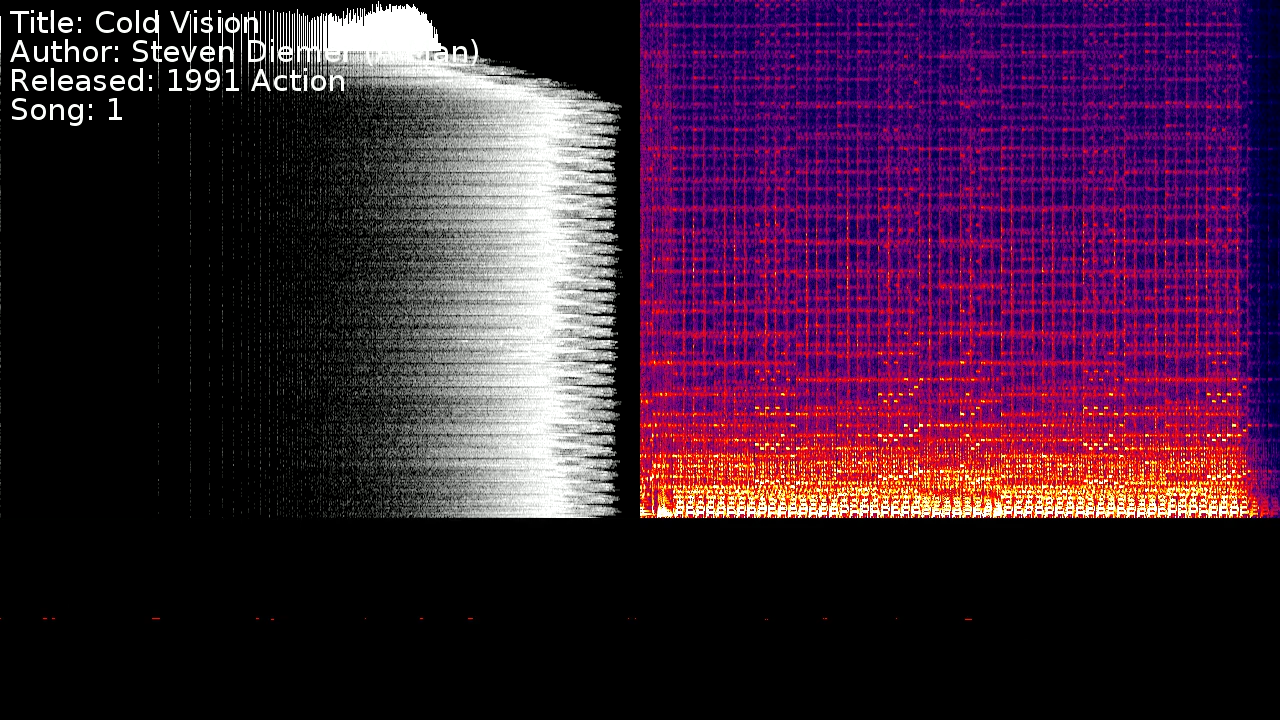 Title: Cold Vision
Author: Steven Diemer
Released: 1991 Action
Song: 1